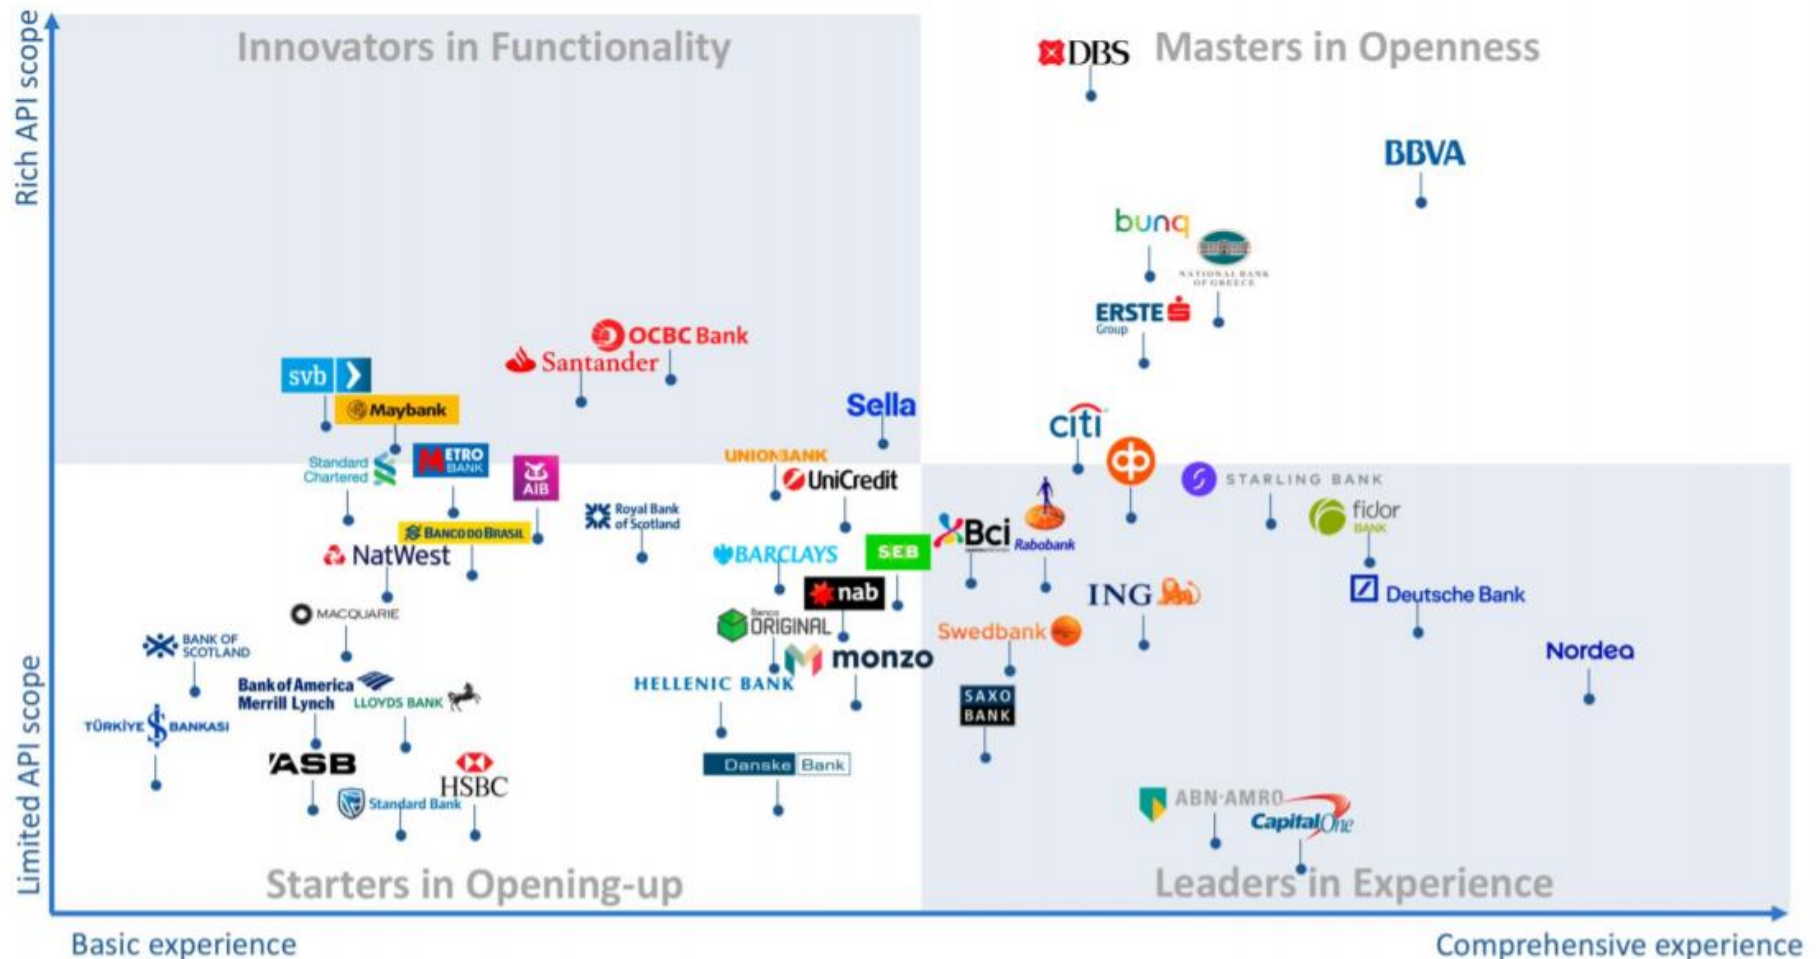 Rich API scope
Limited API scope
Innovators in Functionality
Masters in Openness
DBS
BBVA
bunq
NATIONAL BANK
OF GREECE
ERSTE
Group
OCBC Bank
Santander
svb
Maybank
Sella
citi
Standard
Chartered
METRO
BANK
AIB
UNIONBANK
UniCredit
op
STARLING BANK
Royal Bank
of Scotland
fidor
BANK
BANCO DO BRASIL
Bci
Rabobank
NatWest
BARCLAYS
SEB
nab
ING
Deutsche Bank
MACQUARIE
Banco
ORIGINAL
Swedbank
BANK OF
SCOTLAND
monzo
Nordea
Bank of America
Merrill Lynch
LLOYDS BANK
HELLENIC BANK
SAXO
BANK
TÜRKİYE İŞ BANKASI
ASB
HSBC
Danske Bank
Standard Bank
ABN·AMRO
Capital One
Starters in Opening-up
Leaders in Experience
Basic experience
Comprehensive experience